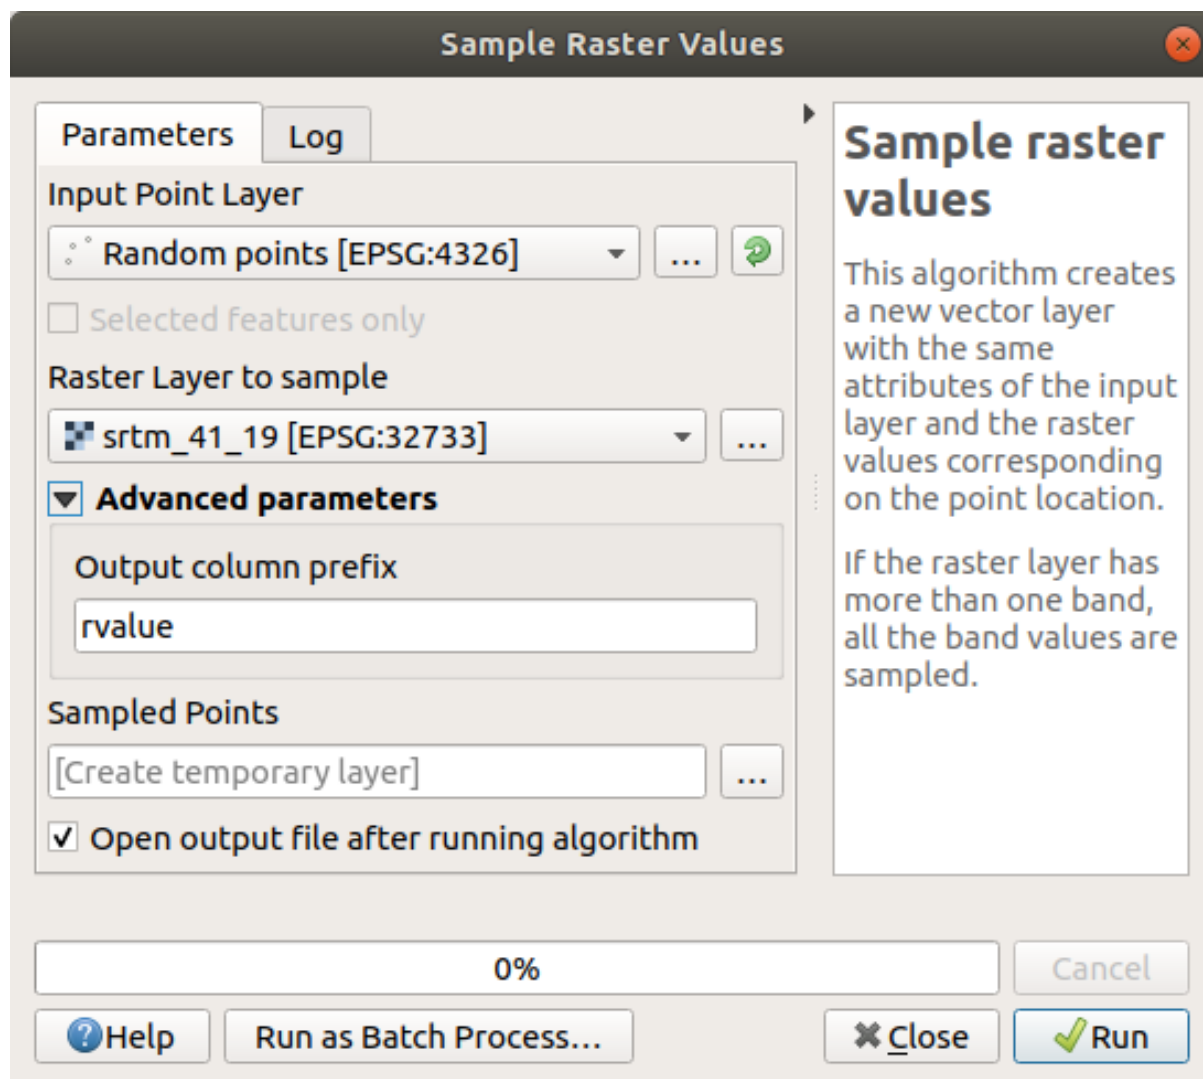 Sample Raster Values
Parameters
Log
Input Point Layer
Random points [EPSG:4326]
...
Selected features only
Raster Layer to sample
srtm_41_19 [EPSG:32733]
...
Advanced parameters
Output column prefix
rvalue
Sampled Points
[Create temporary layer]
...
Open output file after running algorithm
Sample raster
values
This algorithm creates
a new vector layer
with the same
attributes of the input
layer and the raster
values corresponding
on the point location.
If the raster layer has
more than one band,
all the band values are
sampled.
0%
Cancel
Help
Run as Batch Process...
Close
Run